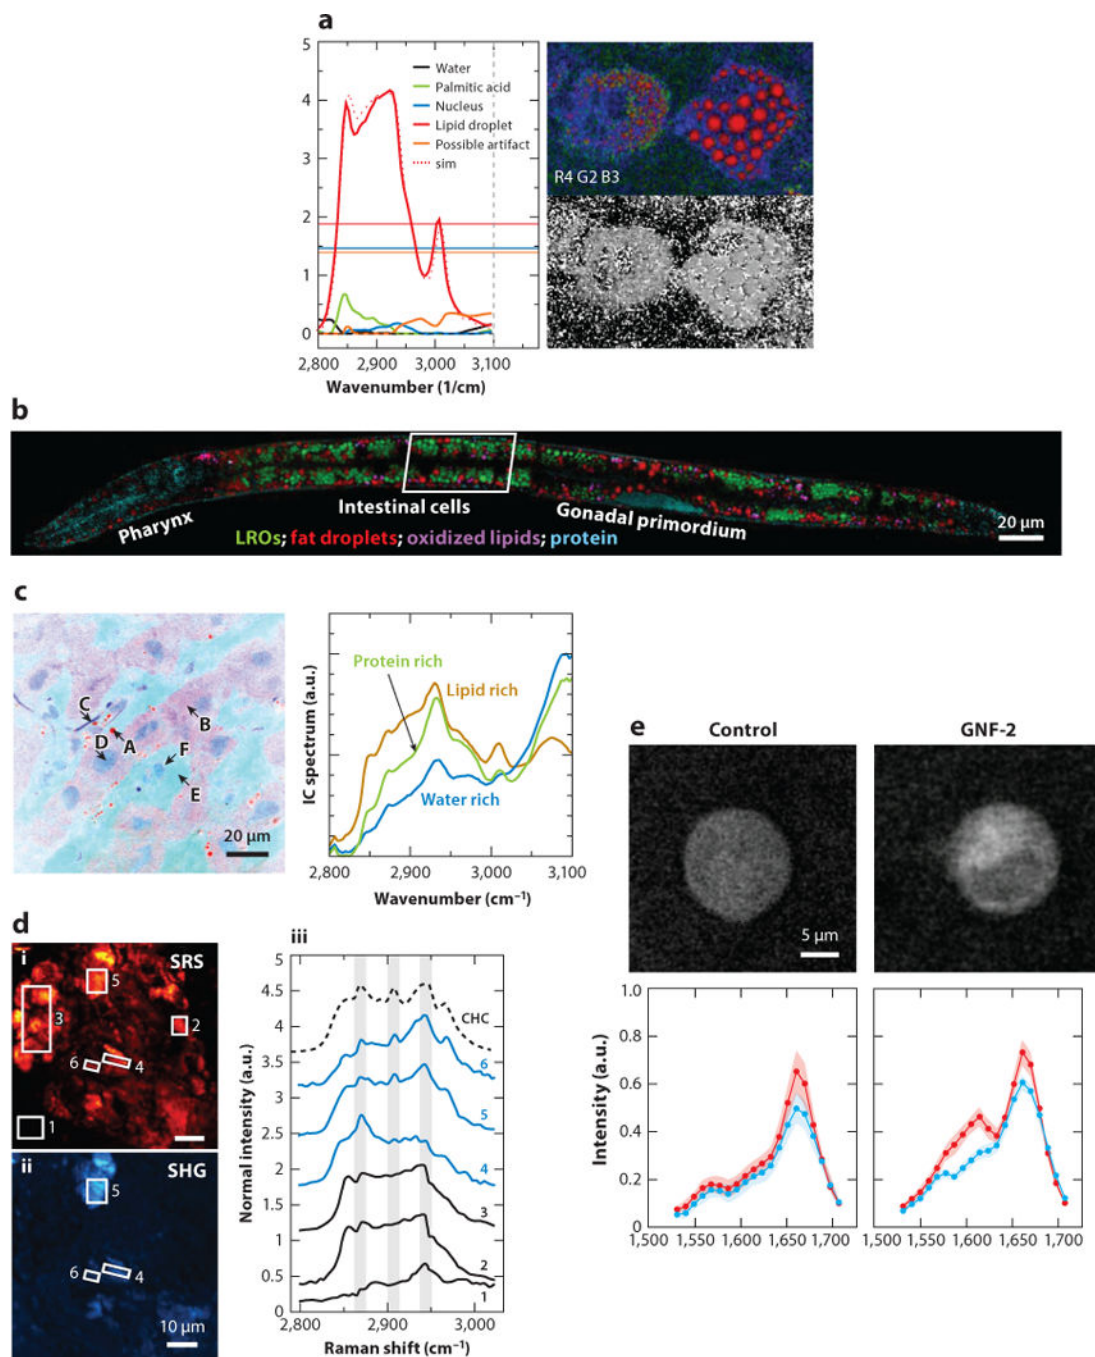 a
5
4
3
2
1
0
2,800
2,900
3,000
3,100
Wavenumber (1/cm)
Water
Palmitic acid
Nucleus
Lipid droplet
Possible artifact
sim
R4 G2 B3
b
Pharynx
Intestinal cells
Gonadal primordium
LROs; fat droplets; oxidized lipids; protein
20 µm
c
C
B
A
D
F
E
20 µm
IC spectrum (a.u.)
Protein rich
Lipid rich
Water rich
2,800
2,900
3,000
3,100
Wavenumber (cm⁻¹)
d
i
SRS
5
3
2
6
4
1
ii
SHG
5
6
4
10 µm
iii
Normal intensity (a.u.)
5
4.5
4
3.5
3
2.5
2
1.5
1
0.5
0
CHC
6
5
4
3
2
1
2,800
2,900
3,000
Raman shift (cm⁻¹)
e
Control
GNF-2
5 µm
Intensity (a.u.)
1.0
0.8
0.6
0.4
0.2
0
1,500
1,550
1,600
1,650
1,700
1,500
1,550
1,600
1,650
1,700